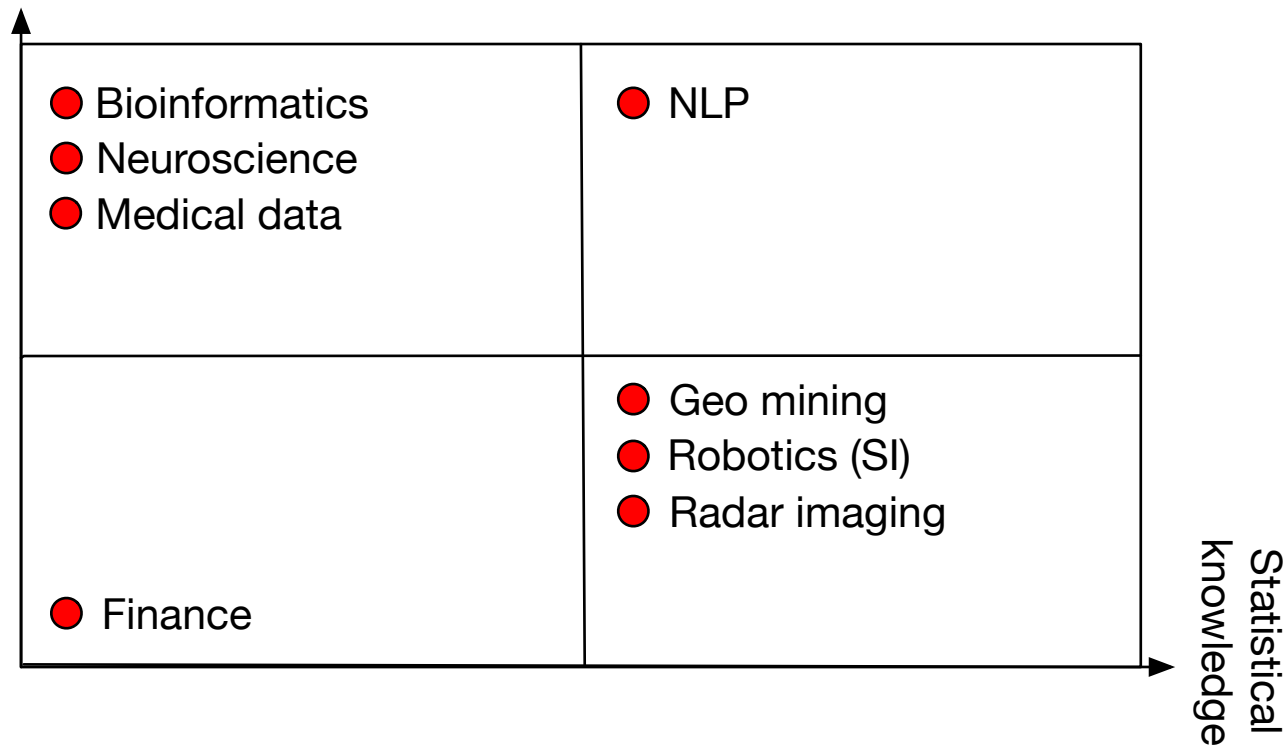 Bioinformatics
Neuroscience
Medical data
NLP
Geo mining
Robotics (SI)
Radar imaging
Finance
Statistical
knowledge